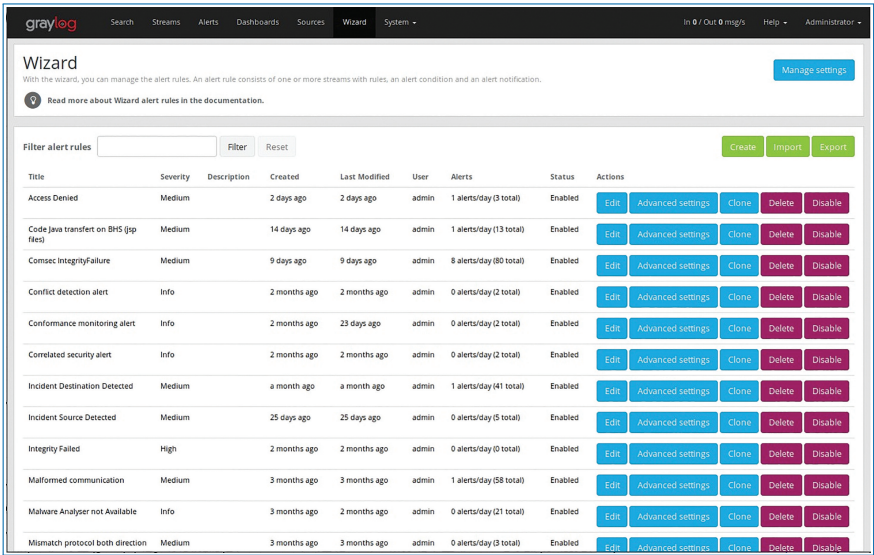 graylog Search Streams Alerts Dashboards Sources Wizard System In 0 / Out 0 msg/s Help Administrator
Wizard
With the wizard, you can manage the alert rules. An alert rule consists of one or more streams with rules, an alert condition and an alert notification.
Manage settings
Read more about Wizard alert rules in the documentation.
Filter alert rules Filter Reset Create Import Export
Title Severity Description Created Last Modified User Alerts Status Actions
Access Denied Medium 2 days ago 2 days ago admin 1 alerts/day (3 total) Enabled Edit Advanced settings Clone Delete Disable
Code Java transfert on BHS (jsp Medium 14 days ago 14 days ago admin 1 alerts/day (13 total) Enabled Edit Advanced settings Clone Delete Disable
files)
Comsec IntegrityFailure Medium 9 days ago 9 days ago admin 8 alerts/day (80 total) Enabled Edit Advanced settings Clone Delete Disable
Conflict detection alert Info 2 months ago 2 months ago admin 0 alerts/day (2 total) Enabled Edit Advanced settings Clone Delete Disable
Conformance monitoring alert Info 2 months ago 23 days ago admin 0 alerts/day (2 total) Enabled Edit Advanced settings Clone Delete Disable
Correlated security alert Info 2 months ago 2 months ago admin 0 alerts/day (2 total) Enabled Edit Advanced settings Clone Delete Disable
Incident Destination Detected Medium a month ago a month ago admin 1 alerts/day (41 total) Enabled Edit Advanced settings Clone Delete Disable
Incident Source Detected Medium 25 days ago 25 days ago admin 0 alerts/day (5 total) Enabled Edit Advanced settings Clone Delete Disable
Integrity Failed High 2 months ago 2 months ago admin 0 alerts/day (0 total) Enabled Edit Advanced settings Clone Delete Disable
Malformed communication Medium 3 months ago 3 months ago admin 1 alerts/day (58 total) Enabled Edit Advanced settings Clone Delete Disable
Malware Analyser not Available Info 3 months ago 2 months ago admin 0 alerts/day (21 total) Enabled Edit Advanced settings Clone Delete Disable
Mismatch protocol both direction Medium 3 months ago 3 months ago admin 0 alerts/day (3 total) Enabled Edit Advanced settings Clone Delete Disable